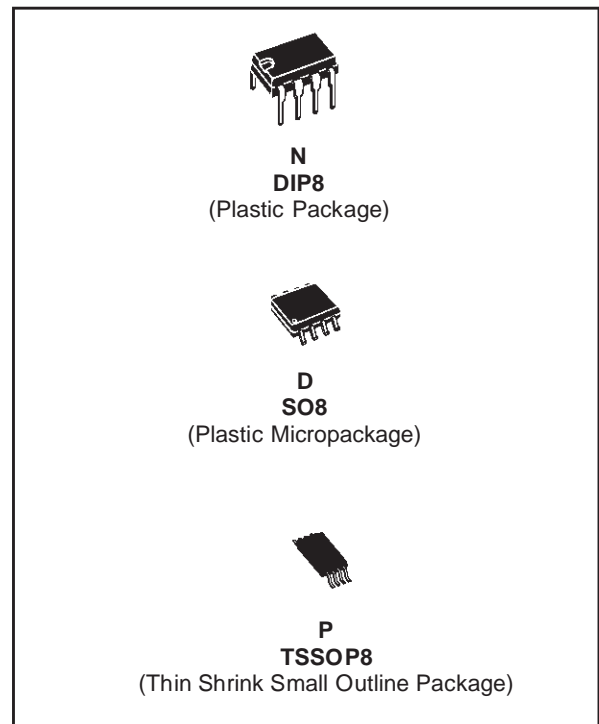 N
DIP8
(Plastic Package)
D
SO8
(Plastic Micropackage)
P
TSSOP8
(Thin Shrink Small Outline Package)